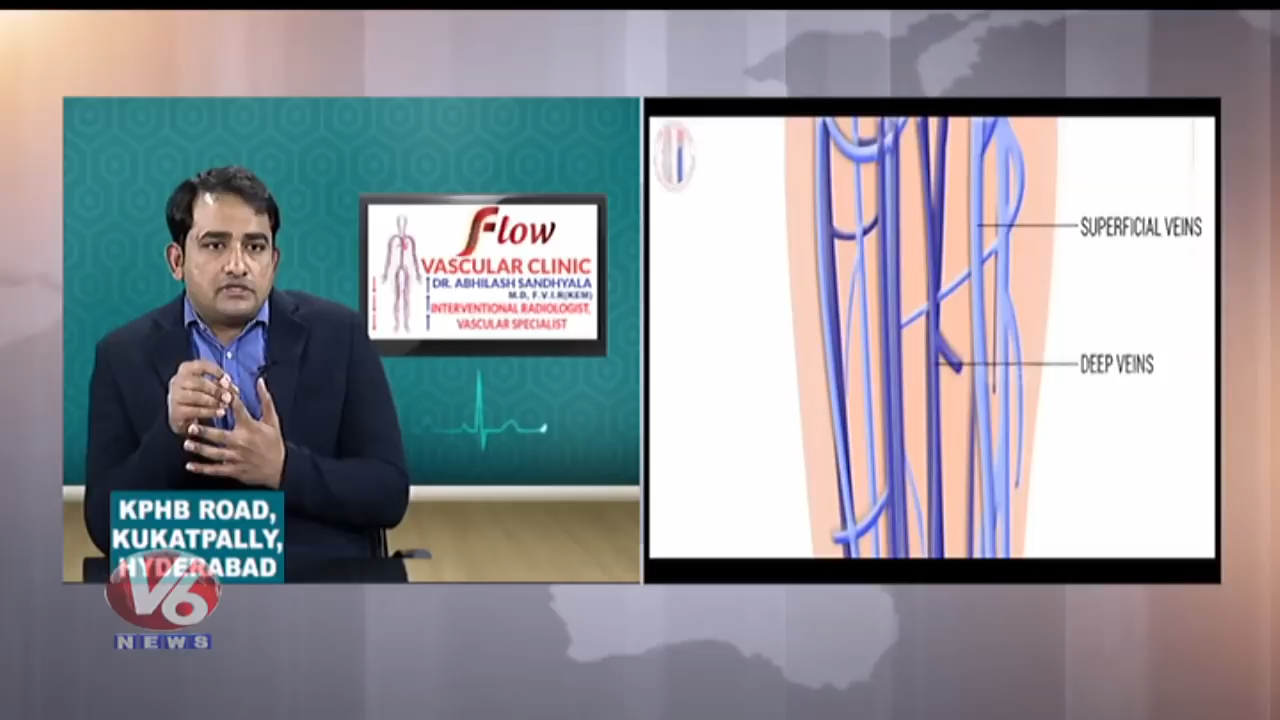 Flow
VASCULAR CLINIC
DR. ABHILASH SANDHYALA
M.D, F.V.I.R(KEM)
INTERVENTIONAL RADIOLOGIST,
VASCULAR SPECIALIST
KPHB ROAD,
KUKATPALLY,
HYDERABAD
V6
NEWS
SUPERFICIAL VEINS
DEEP VEINS